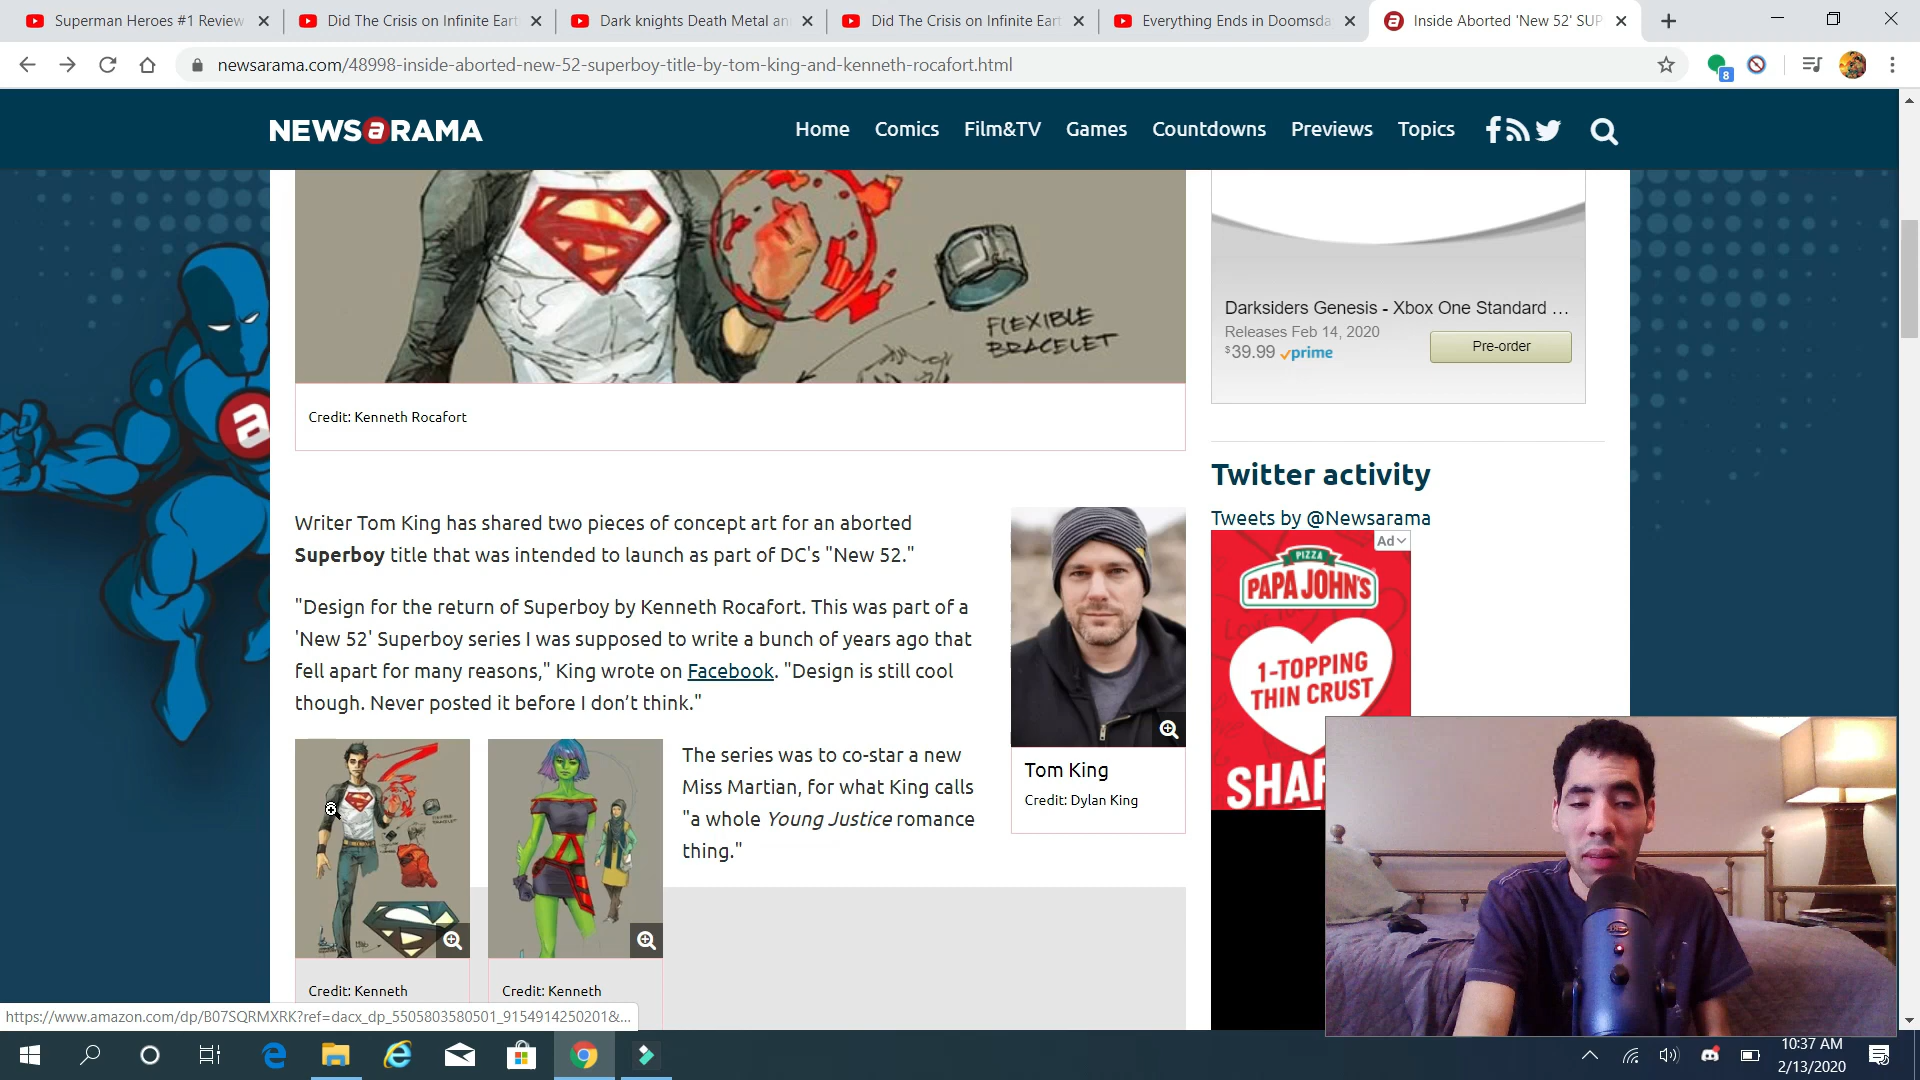 Superman Heroes #1 Review
Did The Crisis on Infinite Eart
Dark knights Death Metal an
Did The Crisis on Infinite Eart
Everything Ends in Doomsda
Inside Aborted 'New 52' SUP
newsarama.com/48998-inside-aborted-new-52-superboy-title-by-tom-king-and-kenneth-rocafort.html
8
NEWSaRAMA
Home
Comics
Film&TV
Games
Countdowns
Previews
Topics
FLEXIBLE
BRACELET
Credit: Kenneth Rocafort
Darksiders Genesis - Xbox One Standard …
Releases Feb 14, 2020
$39.99 prime
Pre-order
Twitter activity
Tweets by @Newsarama
Writer Tom King has shared two pieces of concept art for an aborted
Superboy title that was intended to launch as part of DC's "New 52."
"Design for the return of Superboy by Kenneth Rocafort. This was part of a
'New 52' Superboy series I was supposed to write a bunch of years ago that
fell apart for many reasons," King wrote on Facebook. "Design is still cool
though. Never posted it before I don’t think."
The series was to co-star a new
Miss Martian, for what King calls
"a whole Young Justice romance
thing."
Tom King
Credit: Dylan King
Ad
PIZZA
PAPA JOHN'S
1-TOPPING
THIN CRUST
SHAR
Credit: Kenneth
Credit: Kenneth
https://www.amazon.com/dp/B07SQRMXRK?ref=dacx_dp_5505803580501_9154914250201&...
10:37 AM
2/13/2020